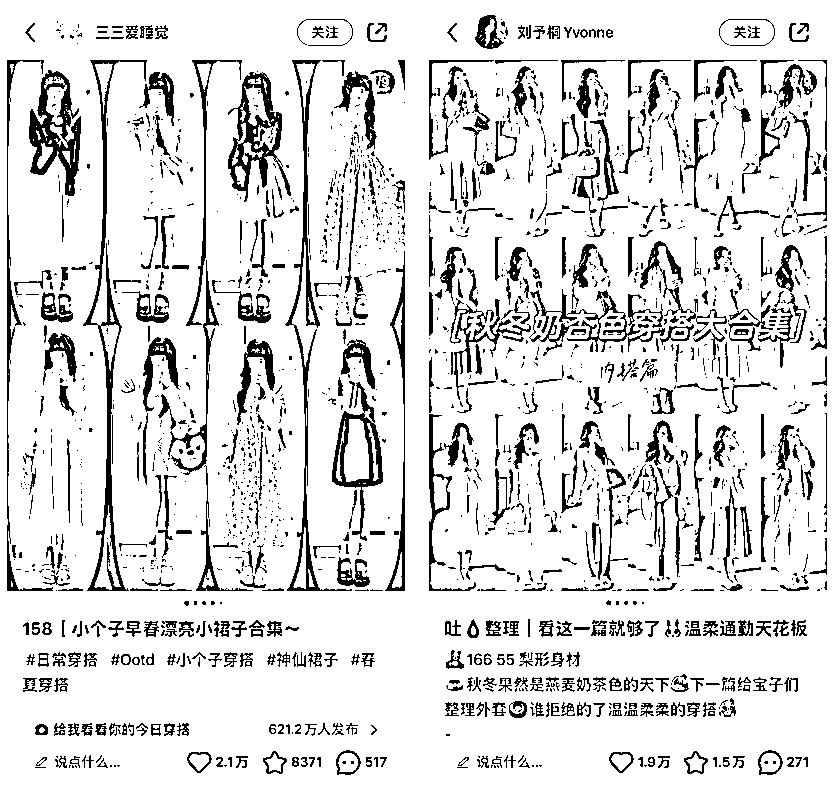 三三爱睡觉
关注
158 | 小个子早春漂亮小裙子合集～
#日常穿搭 #Ootd #小个子穿搭 #神仙裙子 #春
夏穿搭
给我看看你的今日穿搭
621.2万人发布
说点什么...
2.1万
8371
517
刘予桐 Yvonne
关注
[秋冬奶杏色穿搭大合集]
内搭篇
吐💧整理｜看这一篇就够了👯温柔通勤天花板
166 55 梨形身材
秋冬果然是燕麦奶茶色的天下 下一篇给宝子们
整理外套 谁拒绝的了温温柔柔的穿搭
-
说点什么...
1.9万
1.5万
271